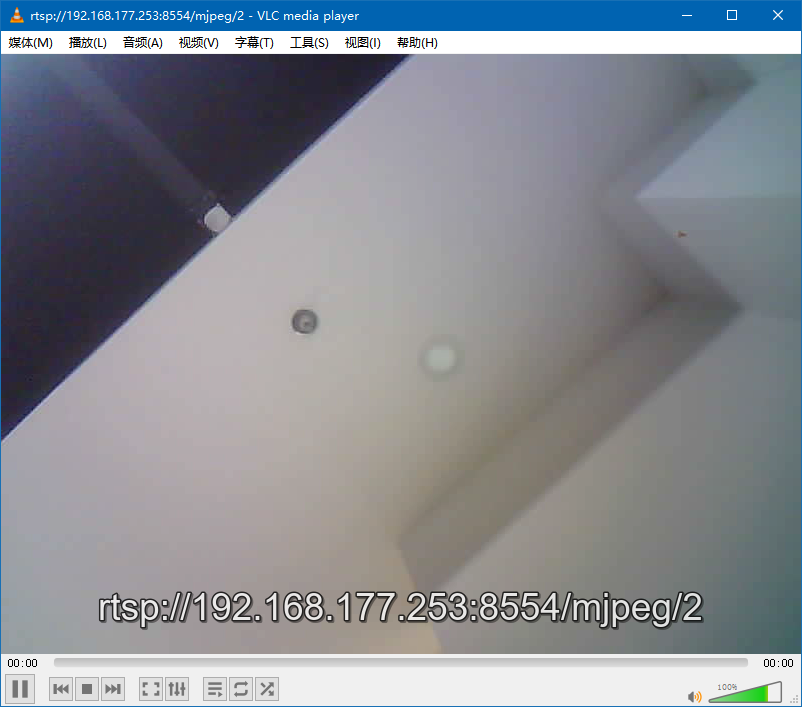 rtsp://192.168.177.253:8554/mjpeg/2 - VLC media player
媒体(M) 播放(L) 音频(A) 视频(V) 字幕(T) 工具(S) 视图(I) 帮助(H)
rtsp://192.168.177.253:8554/mjpeg/2
00:00 00:00
100%